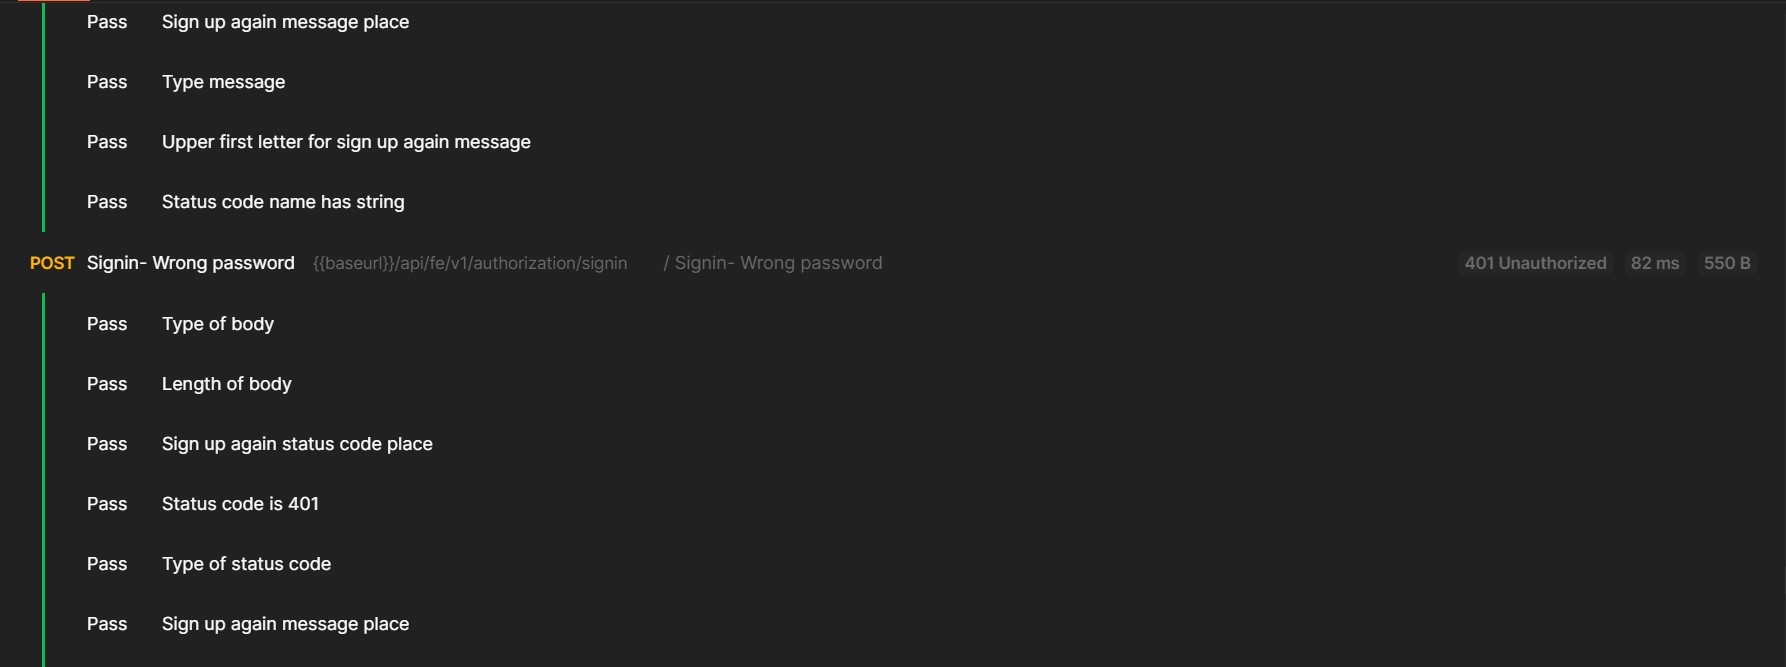 Pass Sign up again message place
Pass Type message
Pass Upper first letter for sign up again message
Pass Status code name has string
POST Signin- Wrong password {{baseurl}}/api/fe/v1/authorization/signin / Signin- Wrong password 401 Unauthorized 82 ms 550 B
Pass Type of body
Pass Length of body
Pass Sign up again status code place
Pass Status code is 401
Pass Type of status code
Pass Sign up again message place